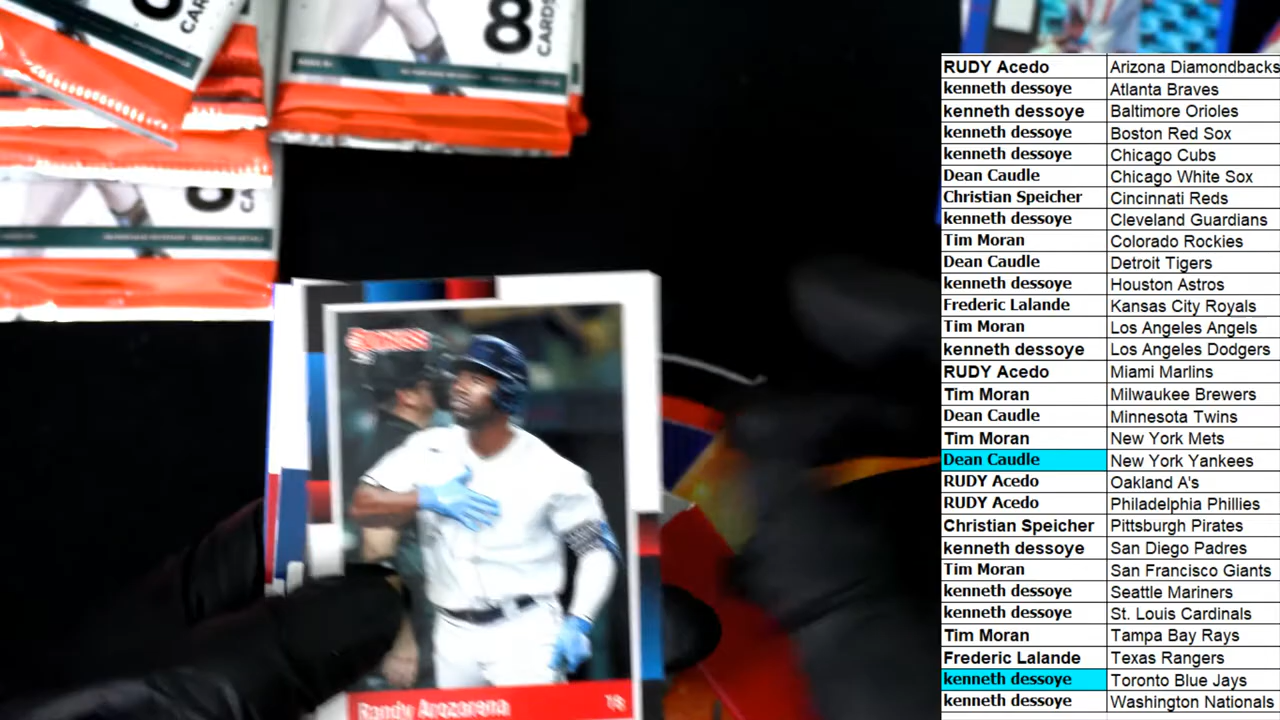 8
CARDS
RUDY Acedo Arizona Diamondbacks
kenneth dessoye Atlanta Braves
kenneth dessoye Baltimore Orioles
kenneth dessoye Boston Red Sox
kenneth dessoye Chicago Cubs
Dean Caudle Chicago White Sox
Christian Speicher Cincinnati Reds
kenneth dessoye Cleveland Guardians
Tim Moran Colorado Rockies
Dean Caudle Detroit Tigers
kenneth dessoye Houston Astros
Frederic Lalande Kansas City Royals
Tim Moran Los Angeles Angels
kenneth dessoye Los Angeles Dodgers
RUDY Acedo Miami Marlins
Tim Moran Milwaukee Brewers
Dean Caudle Minnesota Twins
Tim Moran New York Mets
Dean Caudle New York Yankees
RUDY Acedo Oakland A's
RUDY Acedo Philadelphia Phillies
Christian Speicher Pittsburgh Pirates
kenneth dessoye San Diego Padres
Tim Moran San Francisco Giants
kenneth dessoye Seattle Mariners
kenneth dessoye St. Louis Cardinals
Tim Moran Tampa Bay Rays
Frederic Lalande Texas Rangers
kenneth dessoye Toronto Blue Jays
kenneth dessoye Washington Nationals
Randy Arozarena